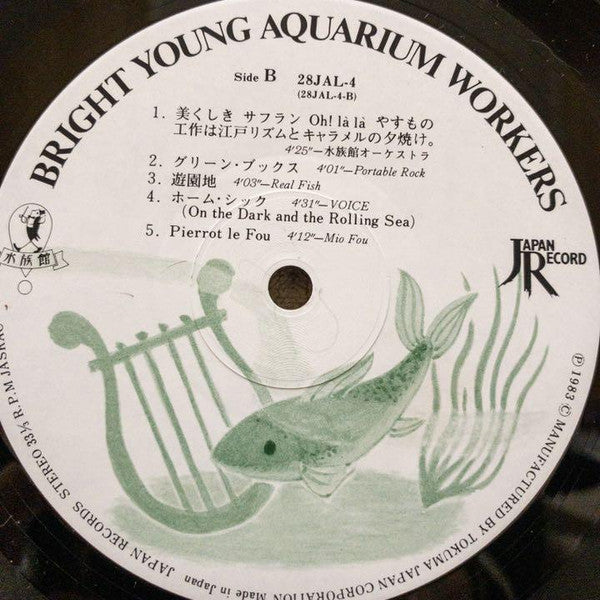 BRIGHT YOUNG AQUARIUM WORKERS
Side B 28JAL-4
(28JAL-4-B)
1. 美くしき サフラン Oh! là là やすもの
工作は江戸リズムとキャラメルの夕焼け。
4'25"—水族館オーケストラ
2. グリーン・ブックス 4'01"—Portable Rock
3. 遊園地 4'03"—Real Fish
4. ホーム・シック 4'31"—VOICE
(On the Dark and the Rolling Sea)
5. Pierrot le Fou 4'12"—Mio Fou
水族館
JAPAN
RECORD
STEREO 33⅓ R.P.M. JASRAC
JAPAN RECORDS
Ⓟ 1983 © MANUFACTURED BY TOKUMA JAPAN CORPORATION Made in Japan